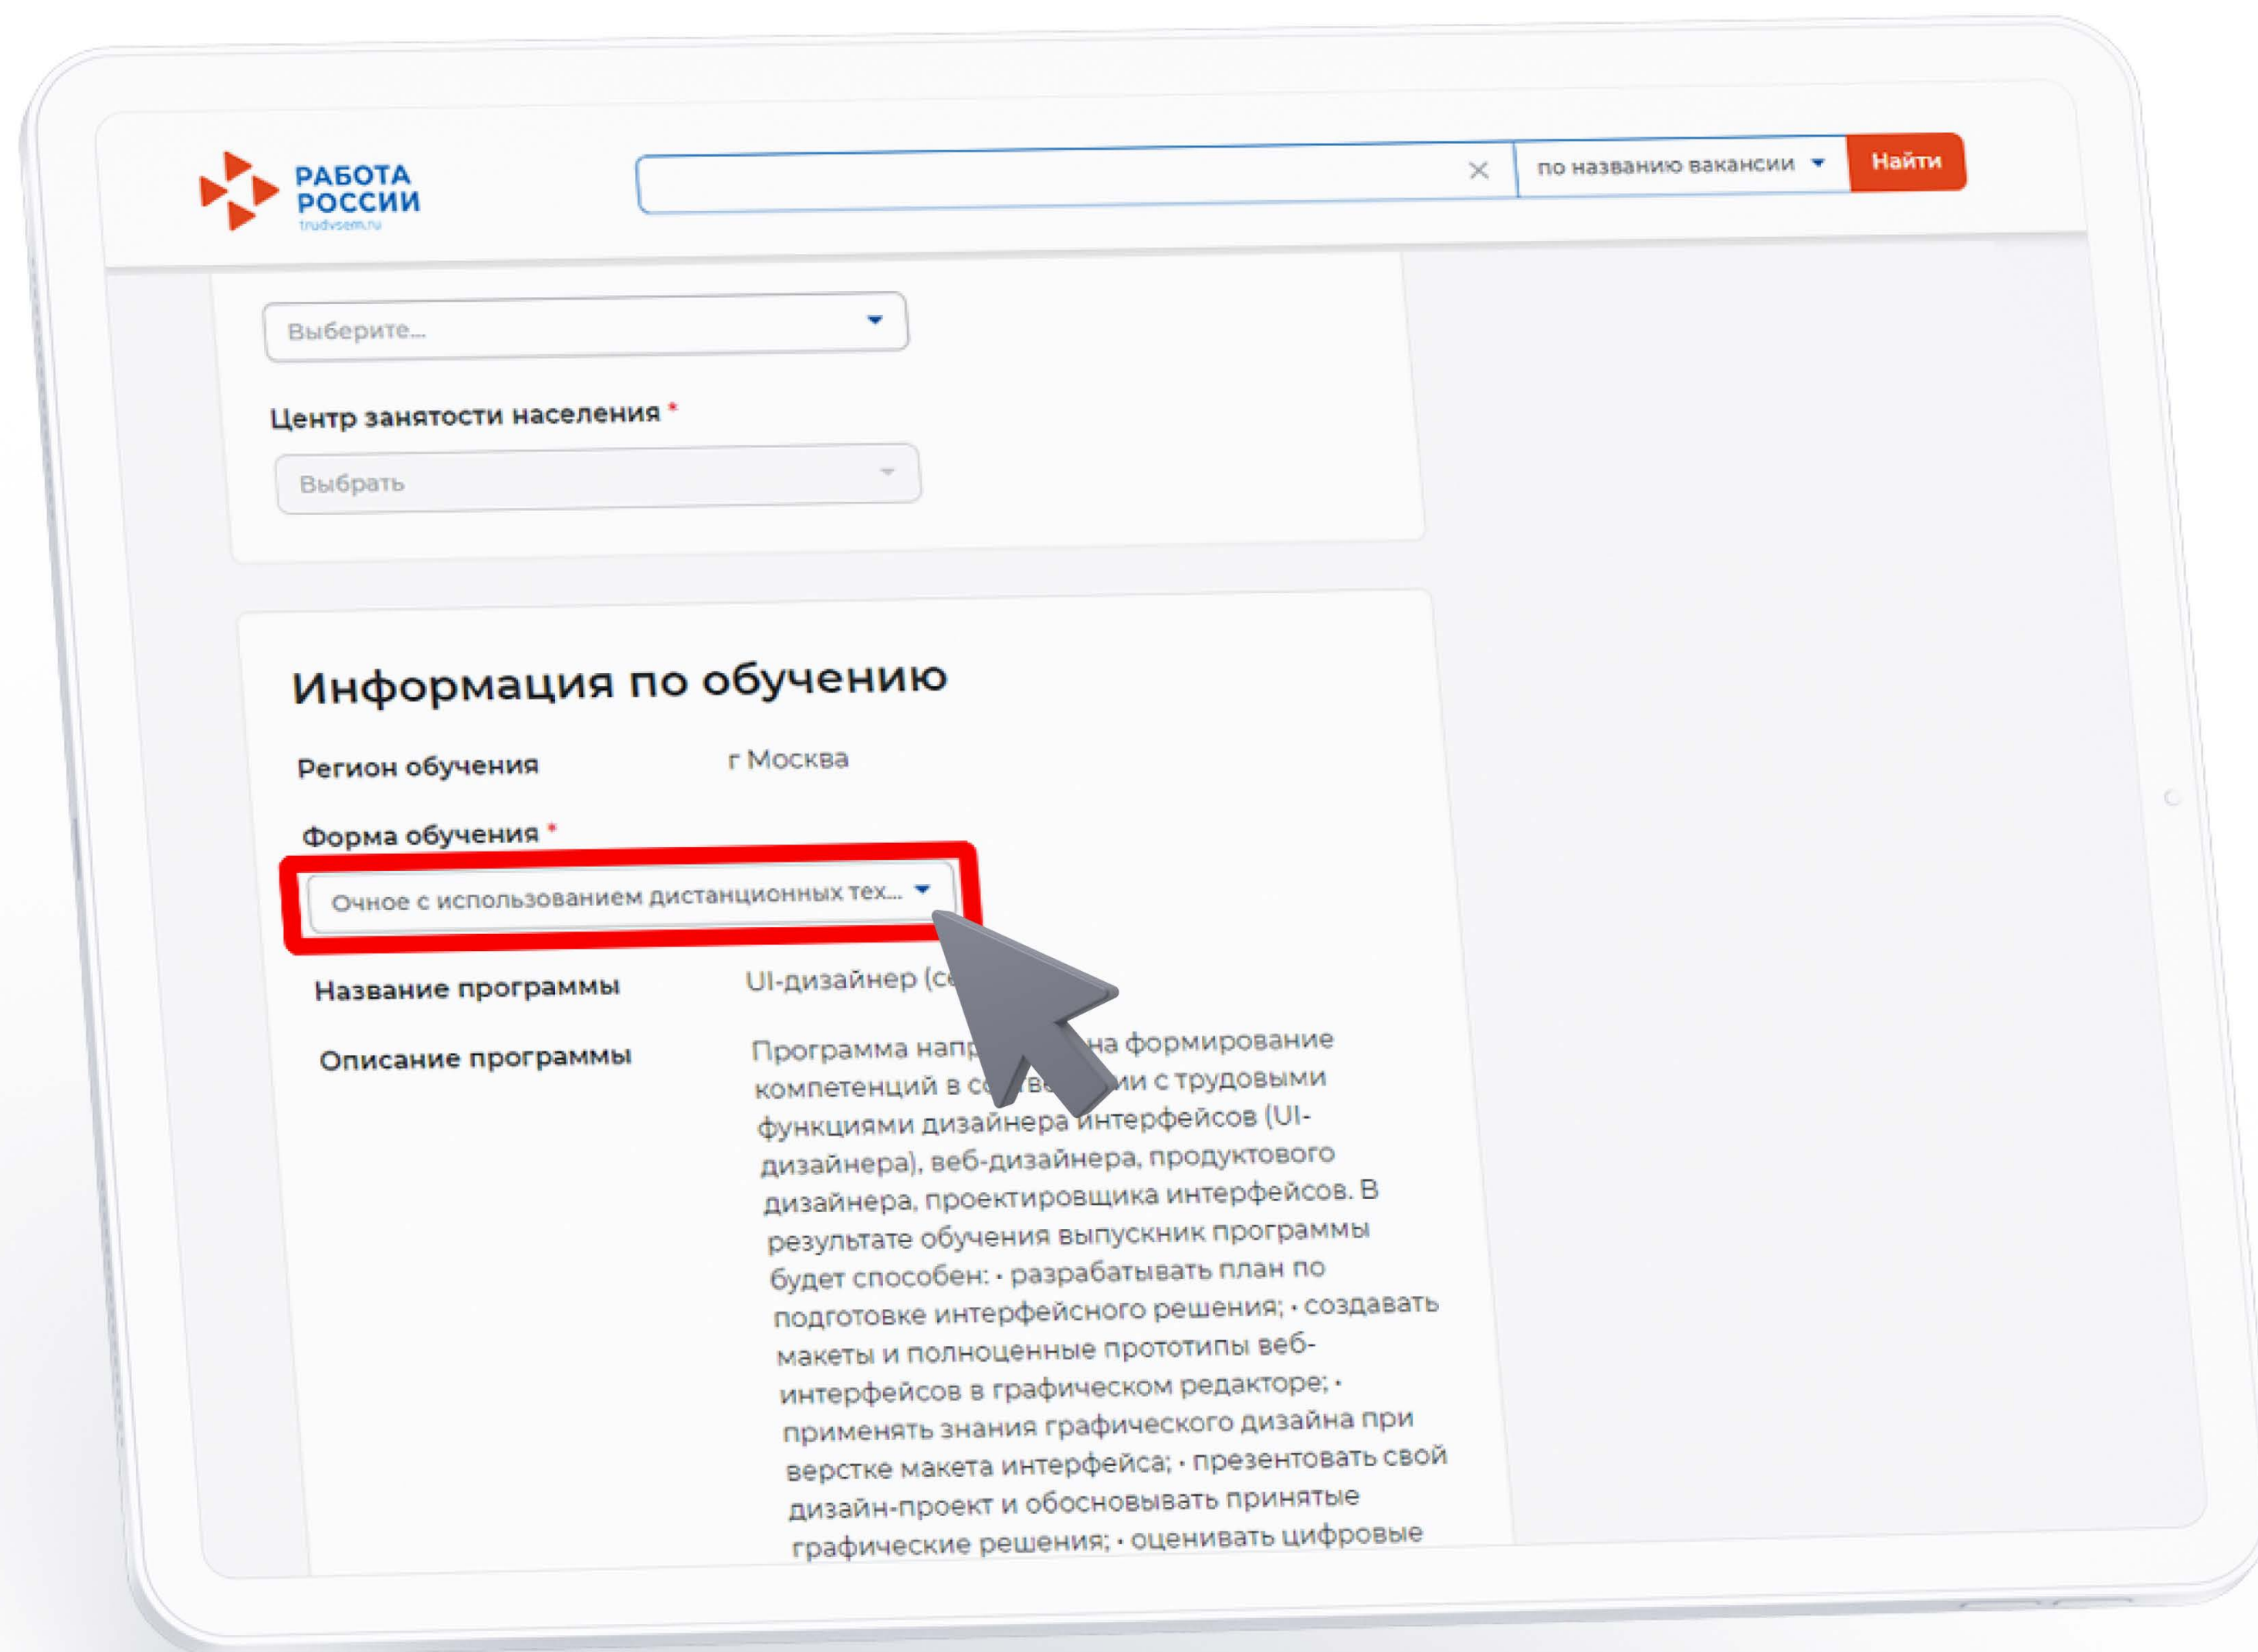 РАБОТА
РОССИИ
trudvsem.ru
по названию вакансии
Найти
Выберите...
Центр занятости населения *
Выбрать
Информация по обучению
Регион обучения г Москва
Форма обучения *
Очное с использованием дистанционных тех...
Название программы UI-дизайнер
Описание программы Программа на формирование
компетенций в с трудовыми
функциями дизайнера интерфейсов (UI-
дизайнера), веб-дизайнера, продуктового
дизайнера, проектировщика интерфейсов. В
результате обучения выпускник программы
будет способен: • разрабатывать план по
подготовке интерфейсного решения; • создавать
макеты и полноценные прототипы веб-
интерфейсов в графическом редакторе; •
применять знания графического дизайна при
верстке макета интерфейса; • презентовать свой
дизайн-проект и обосновывать принятые
графические решения; • оценивать цифровые